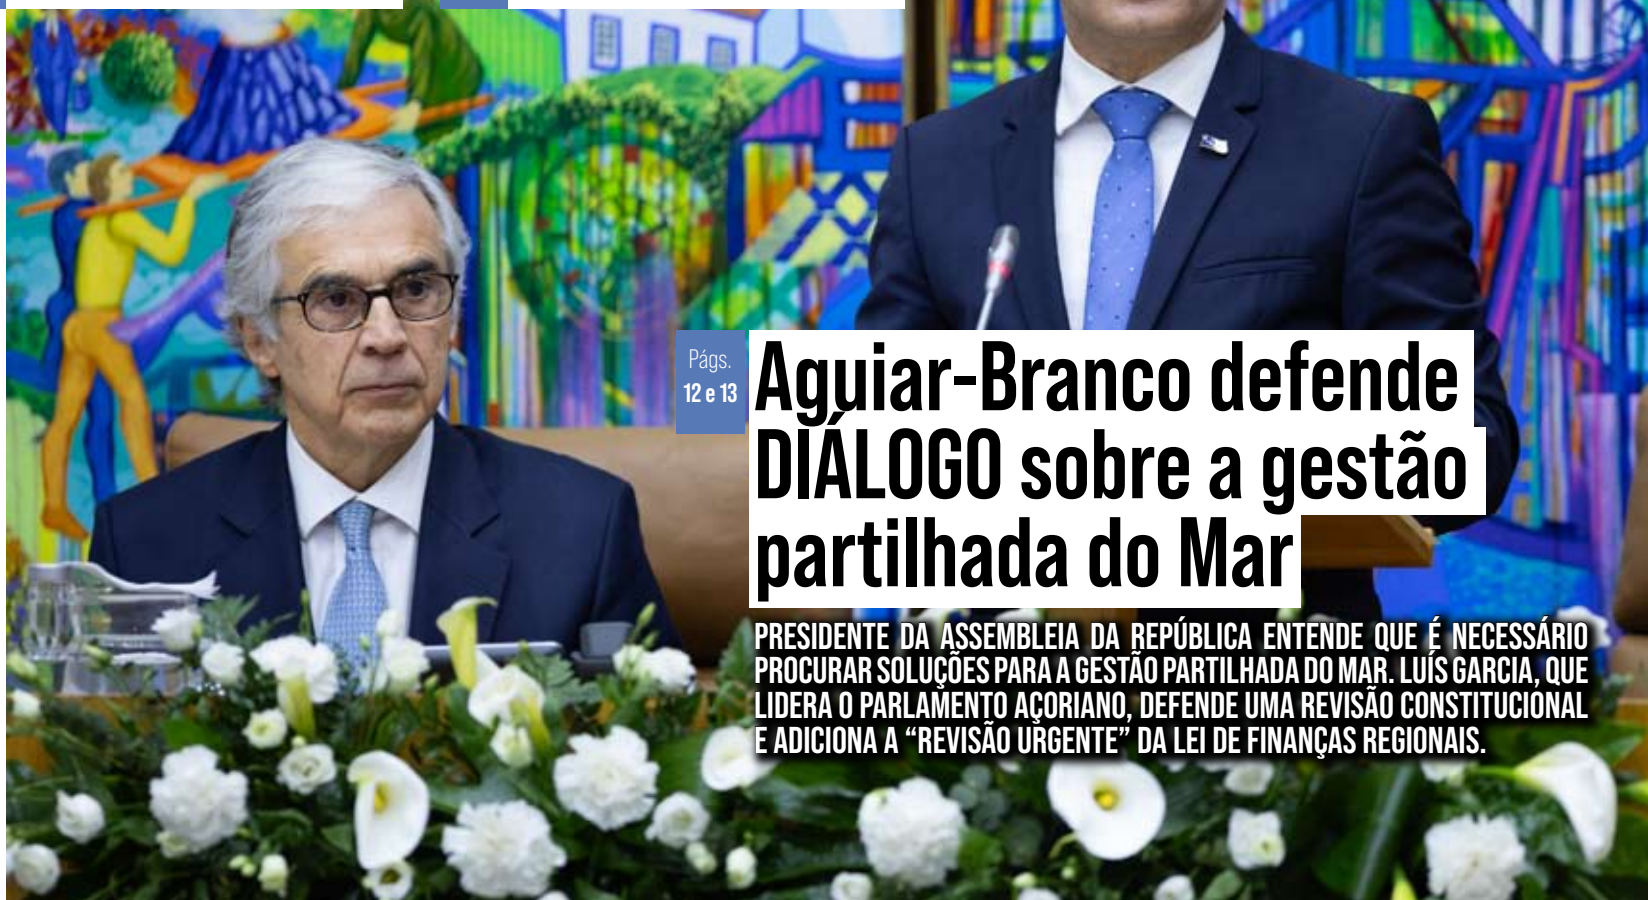 Págs.
12 e 13
Aguiar-Branco defende
DIÁLOGO sobre a gestão
partilhada do Mar
PRESIDENTE DA ASSEMBLEIA DA REPÚBLICA ENTENDE QUE É NECESSÁRIO
PROCURAR SOLUÇÕES PARA A GESTÃO PARTILHADA DO MAR. LUÍS GARCIA, QUE
LIDERA O PARLAMENTO AÇORIANO, DEFENDE UMA REVISÃO CONSTITUCIONAL
E ADICIONA A “REVISÃO URGENTE” DA LEI DE FINANÇAS REGIONAIS.